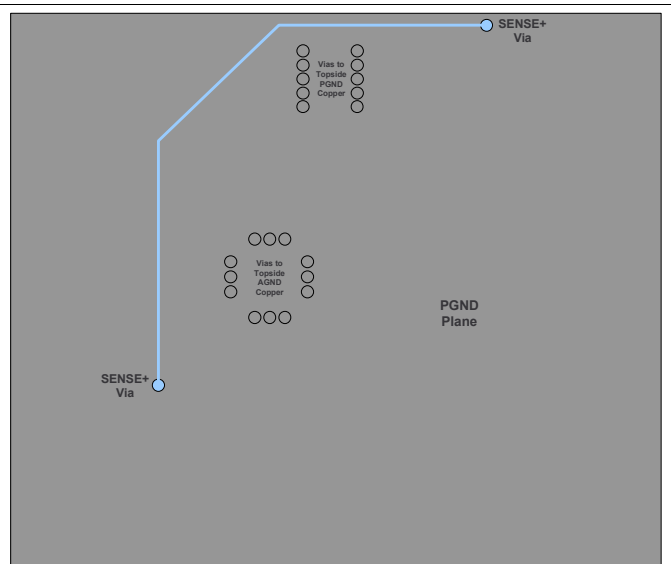 SENSE+
Via
Vias to
Topside
PGND
Copper
Vias to
Topside
AGND
Copper
PGND
Plane
SENSE+
Via